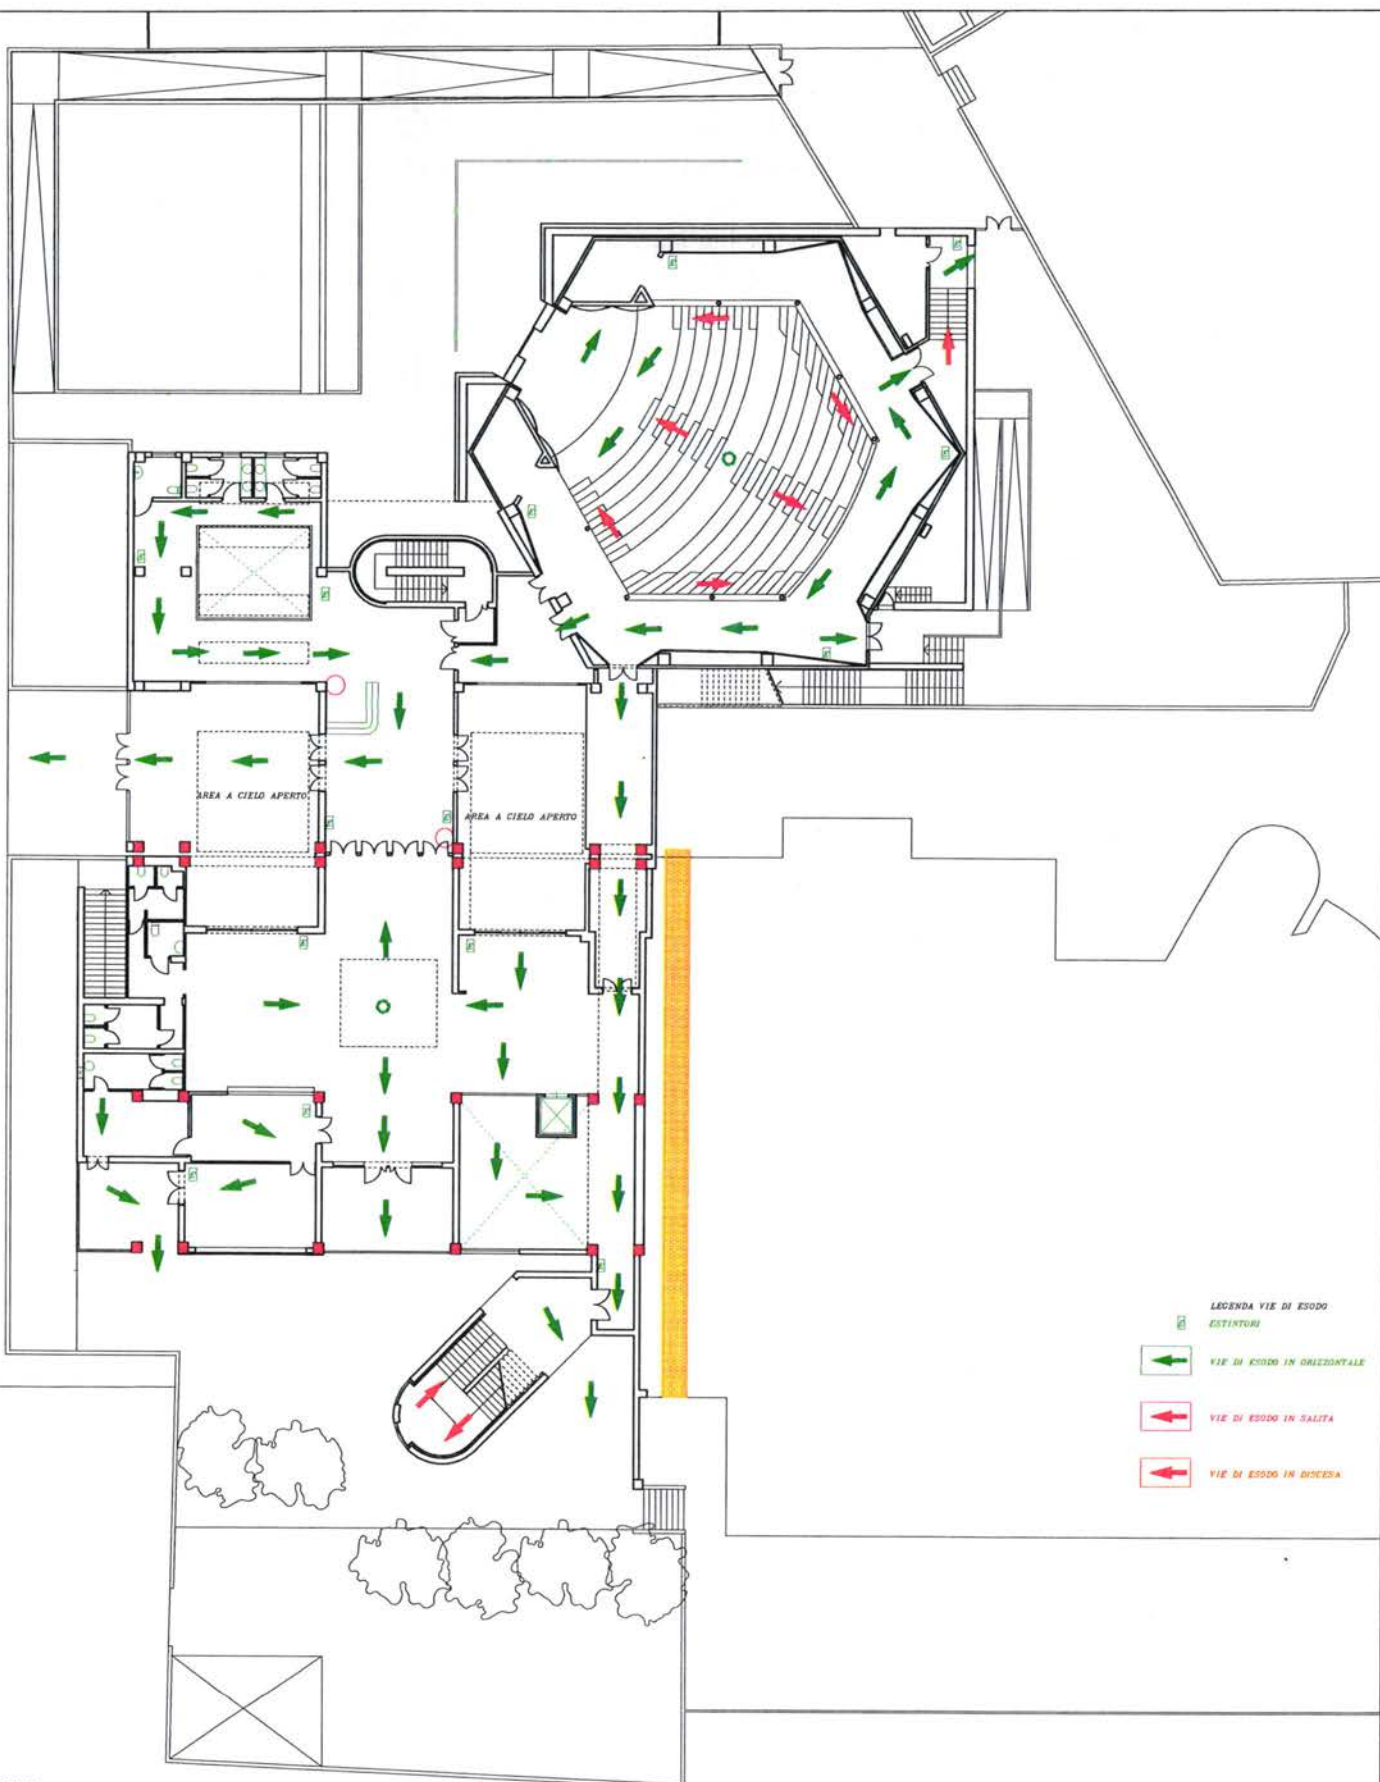 AREA A CIELO APERTO
AREA A CIELO APERTO
LEGENDA VIE DI ESODO
ESTINTORI
VIE DI ESODO IN ORIZZONTALE
VIE DI ESODO IN SALITA
VIE DI ESODO IN DISCESA